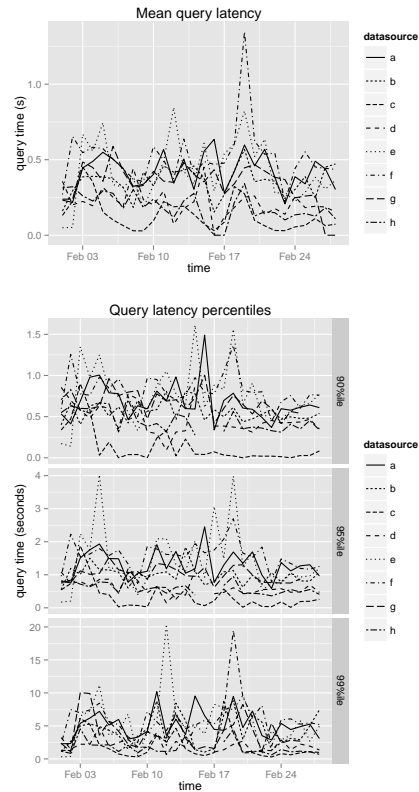 Mean query latency
query time (s)
1.0
0.5
0.0
Feb 03
Feb 10
Feb 17
Feb 24
time
datasource
a
b
c
d
e
f
g
h
Query latency percentiles
query time (seconds)
1.5
1.0
0.5
0.0
90%ile
4
3
2
1
0
95%ile
20
15
10
5
0
99%ile
Feb 03
Feb 10
Feb 17
Feb 24
time
datasource
a
b
c
d
e
f
g
h